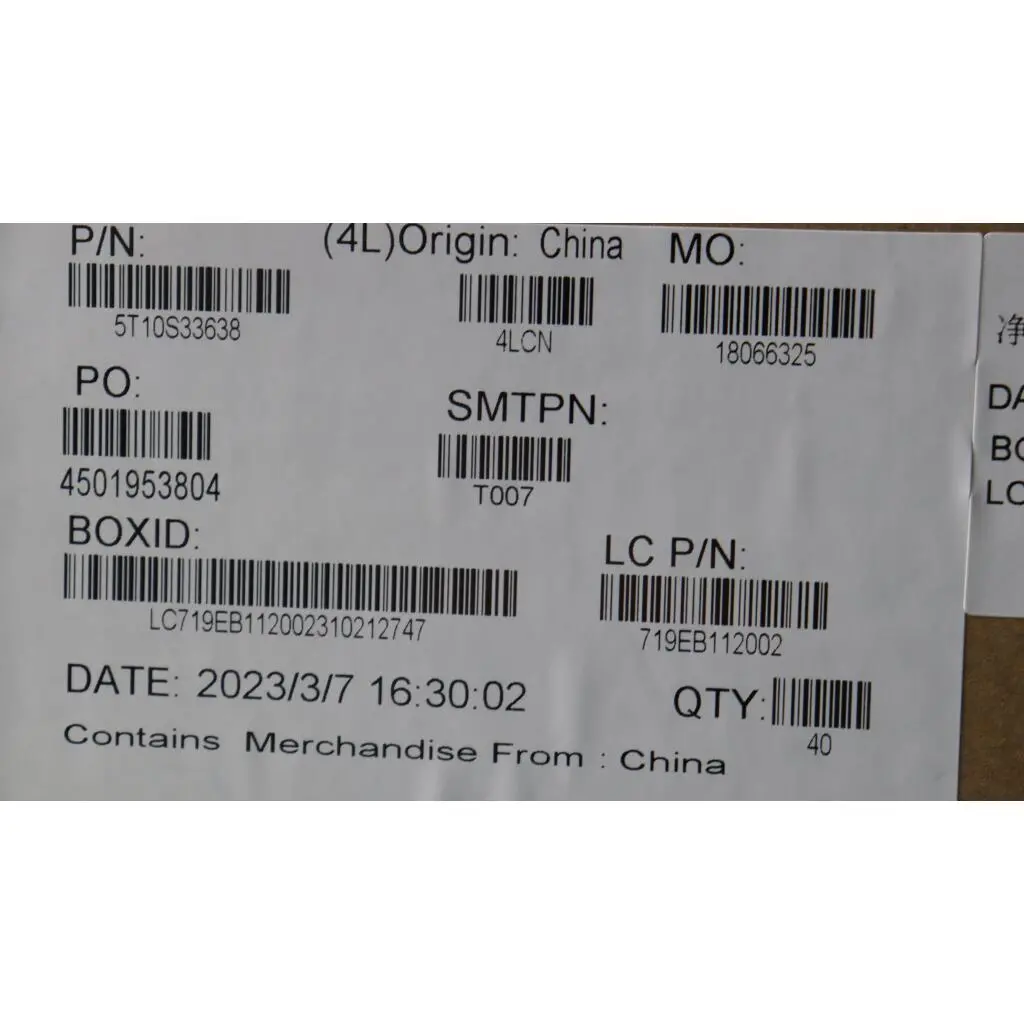 P/N: (4L)Origin: China MO:
5T10S33638 4LCN 18066325
PO: SMTPN:
4501953804 T007
BOXID: LC P/N:
LC719EB112002310212747 719EB112002
DATE: 2023/3/7 16:30:02 QTY:
40
Contains Merchandise From : China
净
DA
BO
LO